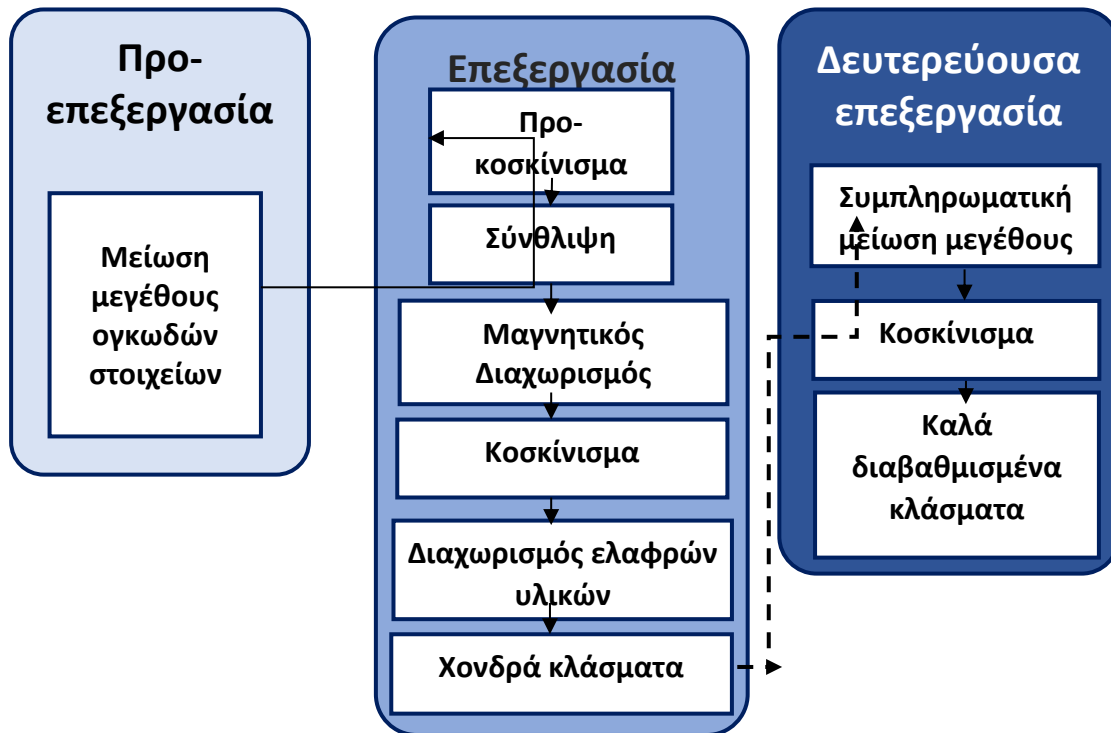 Προ-
επεξεργασία
Μείωση
μεγέθους
ογκωδών
στοιχείων
Επεξεργασία
Προ-
κοσκίνισμα
Σύνθλιψη
Μαγνητικός
Διαχωρισμός
Κοσκίνισμα
Διαχωρισμός ελαφρών
υλικών
Χονδρά κλάσματα
Δευτερεύουσα
επεξεργασία
Συμπληρωματική
μείωση μεγέθους
Κοσκίνισμα
Καλά
διαβαθμισμένα
κλάσματα